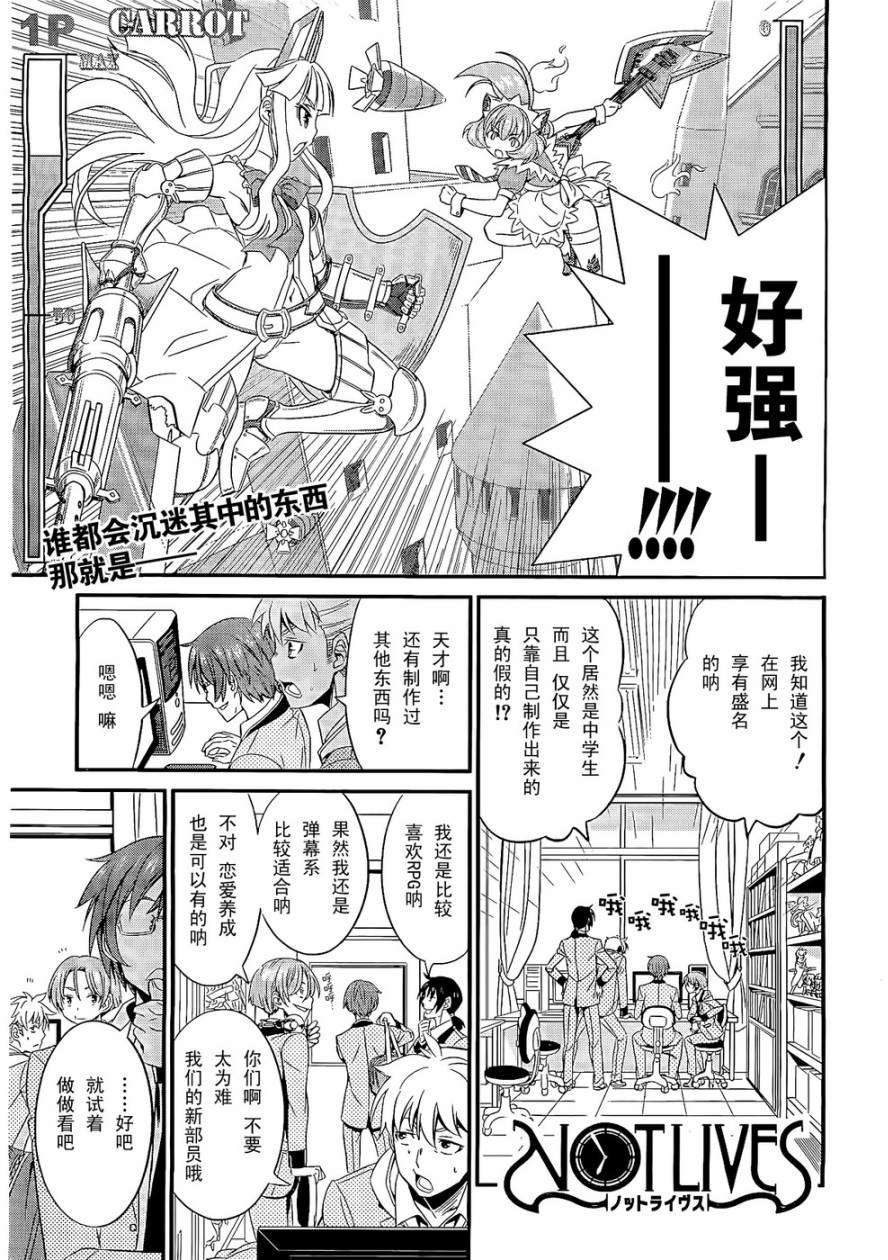 1P
CARROT
MAX
50
好强——
——!!!!
谁都会沉迷其中的东西
那就是——
我知道这个！
在网上
享有盛名
的呐
这个居然是中学生
而且 仅仅是
只靠自己制作出来的
真的假的!?
哦
哦
哦
哦
哦
天才啊…
还有制作过
其他东西吗？
嗯嗯 嘛
我还是比较
喜欢RPG呐
果然我还是
弹幕系
比较适合呐
不对 恋爱养成
也是可以有的呐
呼呼
你们啊 不要
太为难
我们的新部员哦
……好吧
就试着
做做看吧
NOT LIVES
ノットライヴス